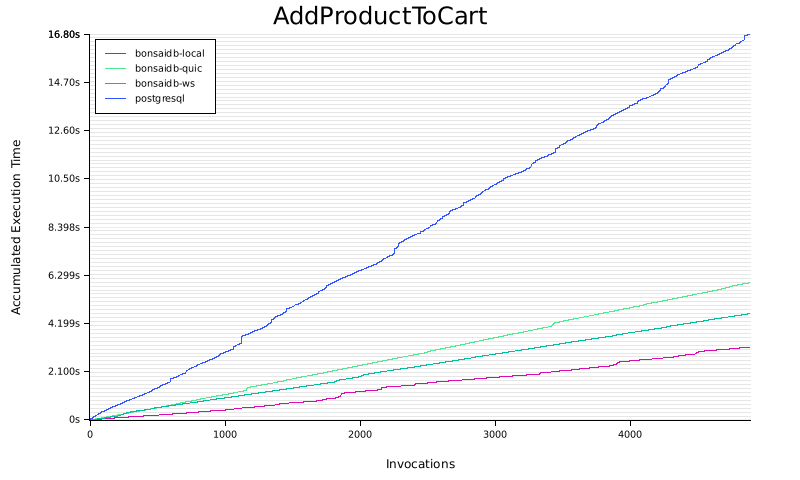 AddProductToCart
16.80s
14.70s
12.60s
10.50s
8.398s
6.299s
4.199s
2.100s
0s
Accumulated Execution Time
bonsaidb-local
bonsaidb-quic
bonsaidb-ws
postgresql
0 1000 2000 3000 4000
Invocations